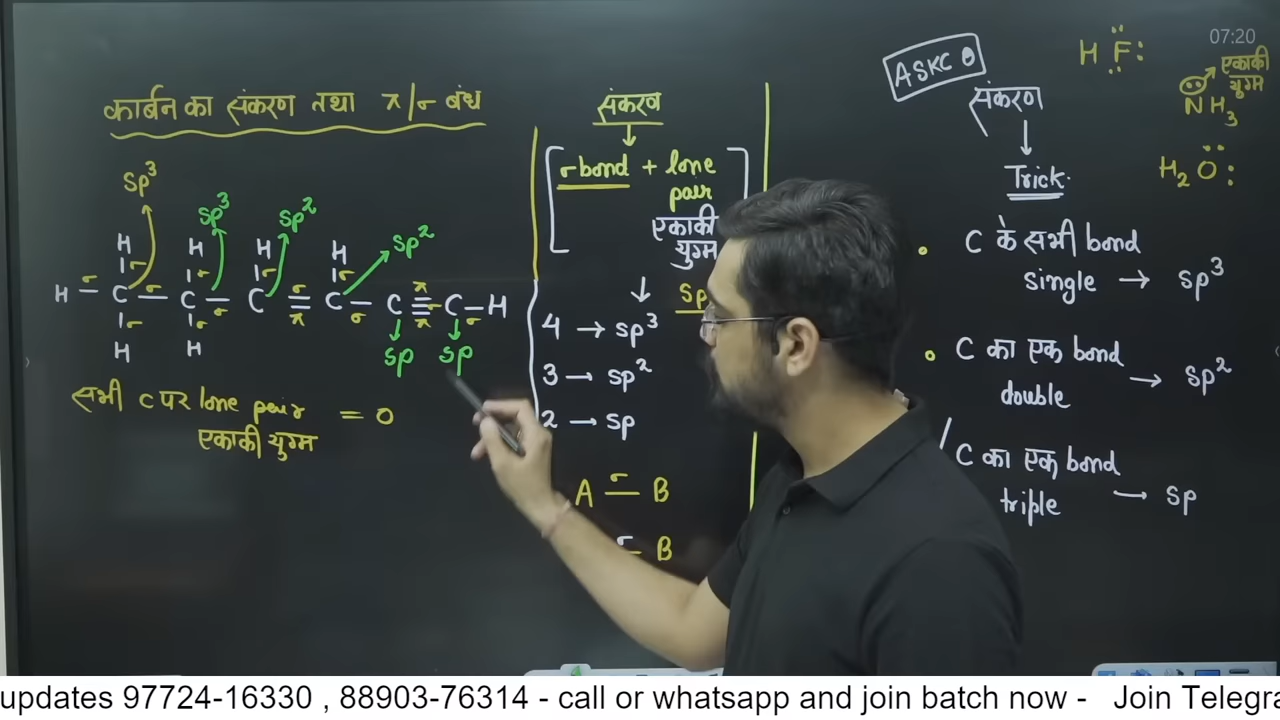 07:20
कार्बन का संकरण तथा π/σ बंध
sp³ sp³ sp² sp²
H H H H
σ σ σ σ
H – C – C – C = C – C ≡ C – H
σ σ σ σ π σ π σ π σ
H H
sp sp
सभी C पर lone pair = 0
एकाकी युग्म
संकरण
σ bond + lone
pair
एकाकी
युग्म
sp
4 → sp³
3 → sp²
2 → sp
A σ B
B
ASKC
संकरण
Trick.
C के सभी bond
single → sp³
C का एक bond
double → sp²
C का एक bond
triple → sp
H F
एकाकी
युग्म
NH₃
H₂O
updates 97724-16330 , 88903-76314 - call or whatsapp and join batch now - Join Telegra